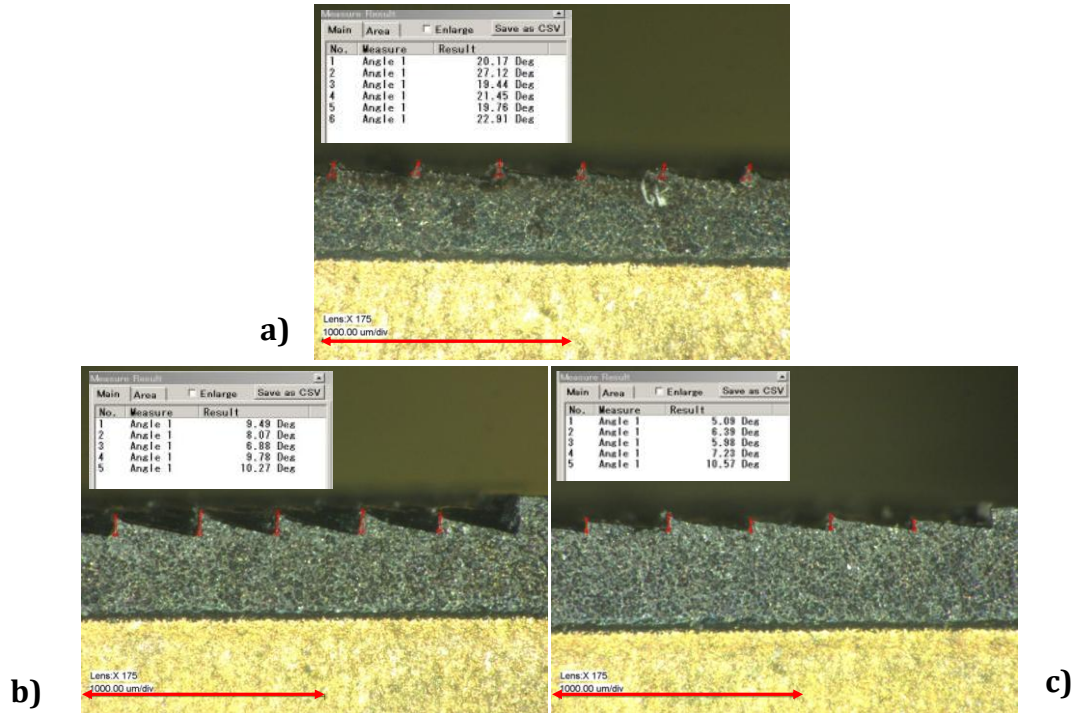 Measure Result
Main Area Enlarge Save as CSV
No. Measure Result
1 Angle 1 20.17 Deg
2 Angle 1 27.12 Deg
3 Angle 1 19.44 Deg
4 Angle 1 21.45 Deg
5 Angle 1 19.76 Deg
6 Angle 1 22.91 Deg
Lens:X 175
1000.00 um/div
a)
Measure Result
Main Area Enlarge Save as CSV
No. Measure Result
1 Angle 1 9.49 Deg
2 Angle 1 8.07 Deg
3 Angle 1 6.88 Deg
4 Angle 1 9.78 Deg
5 Angle 1 10.27 Deg
Lens:X 175
1000.00 um/div
b)
Measure Result
Main Area Enlarge Save as CSV
No. Measure Result
1 Angle 1 5.09 Deg
2 Angle 1 6.39 Deg
3 Angle 1 5.98 Deg
4 Angle 1 7.23 Deg
5 Angle 1 10.57 Deg
Lens:X 175
1000.00 um/div
c)